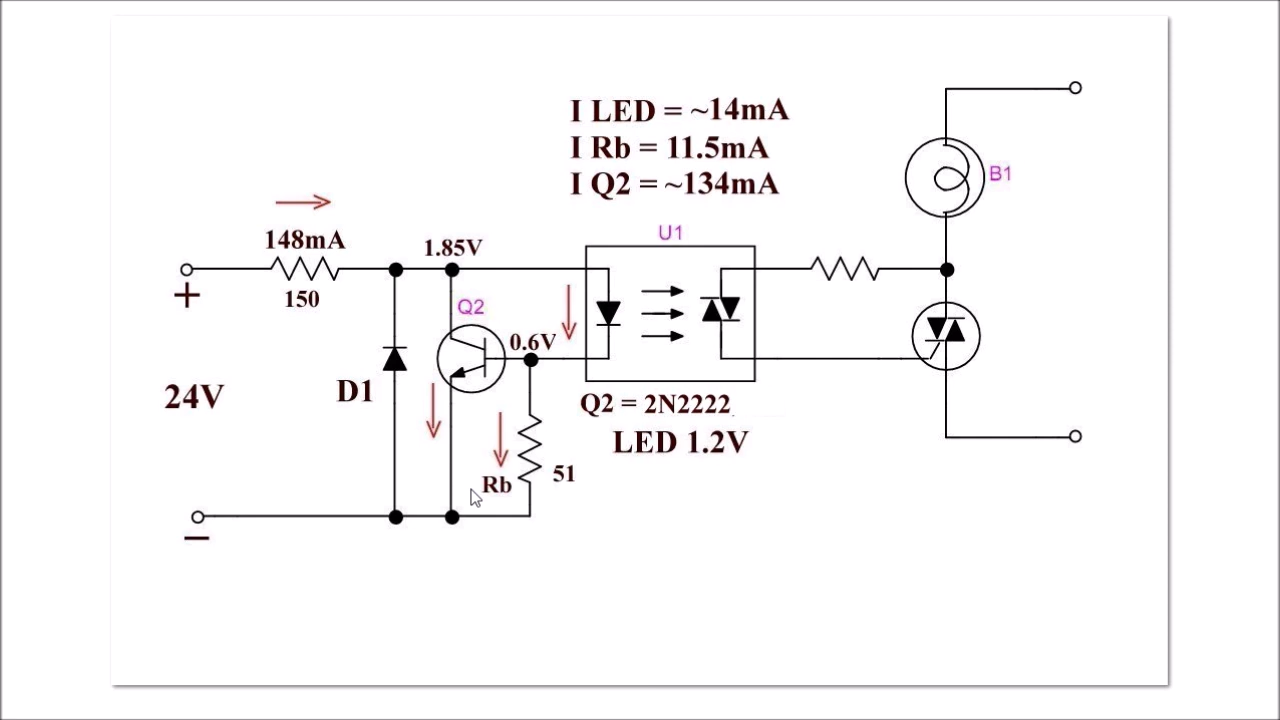 I LED = ~14mA
I Rb = 11.5mA
I Q2 = ~134mA
B1
U1
148mA
1.85V
+
150
Q2
0.6V
24V
D1
Q2 = 2N2222
LED 1.2V
Rb
51
−